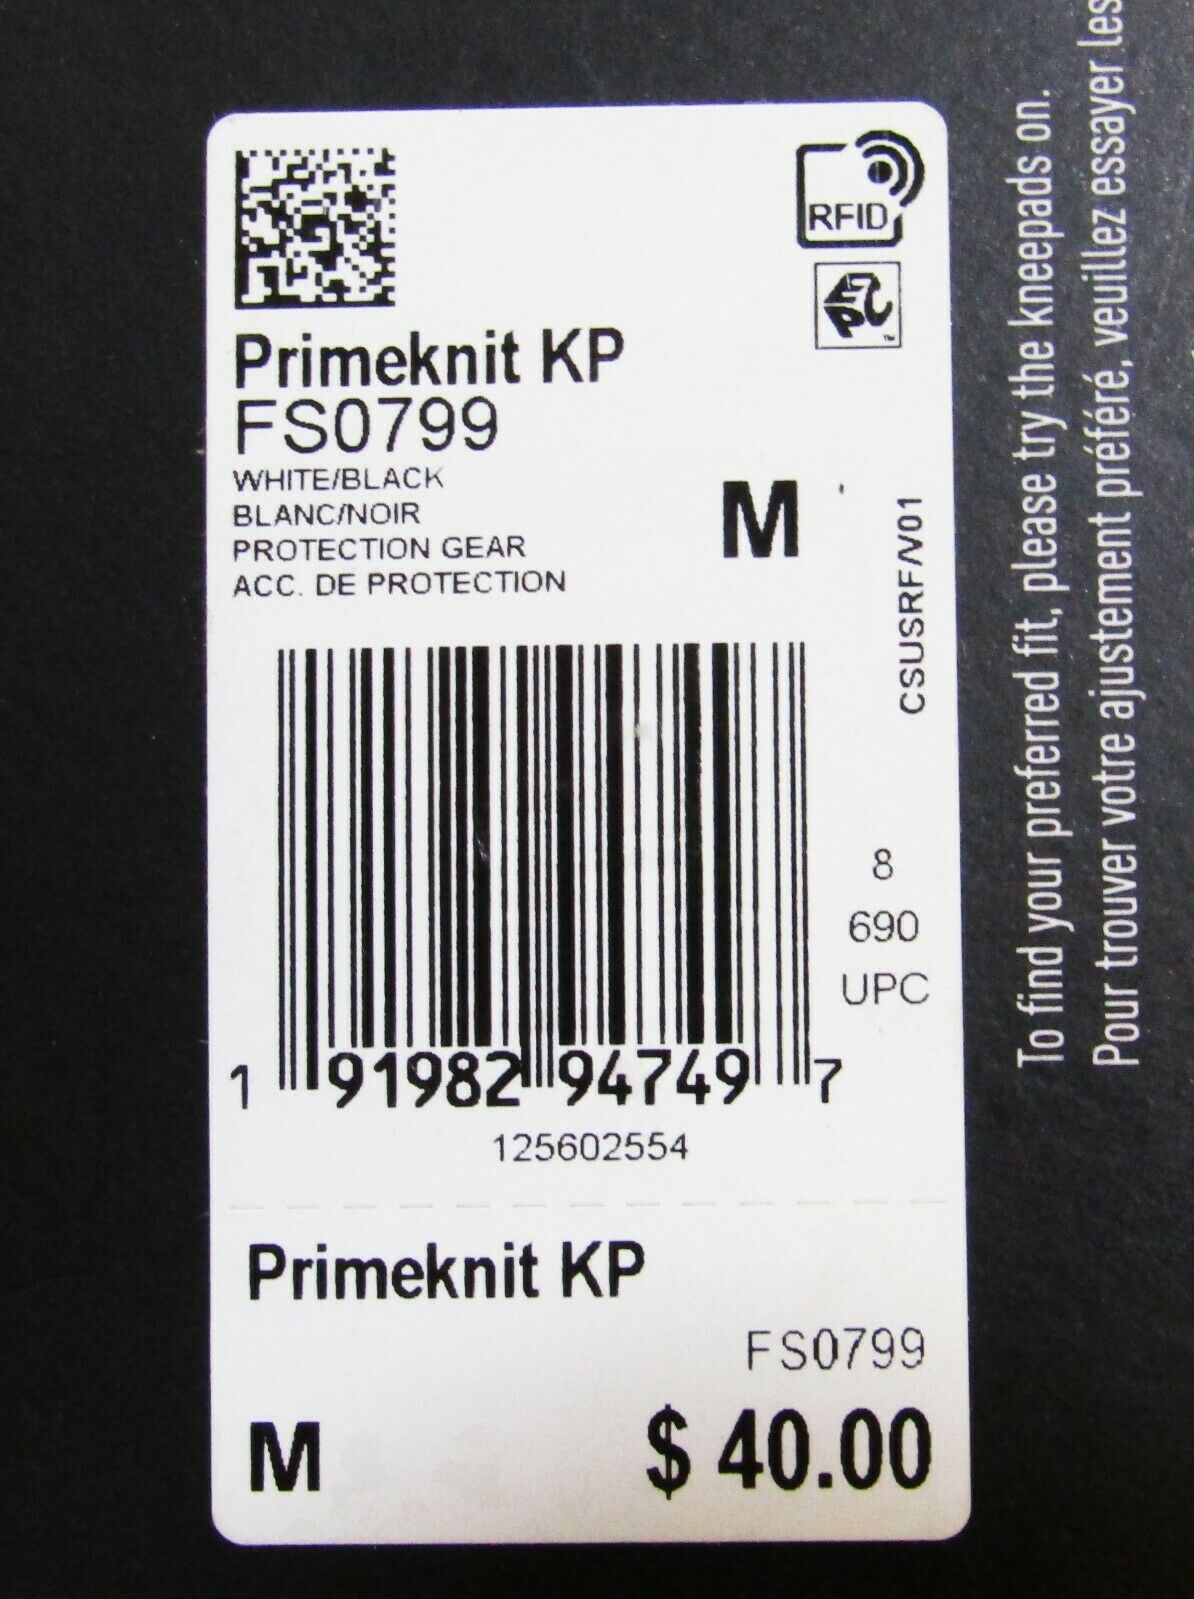 RFID
EPC
Primeknit KP
FS0799
WHITE/BLACK
BLANC/NOIR
PROTECTION GEAR
ACC. DE PROTECTION
M
CSUSRF/V01
8
690
UPC
1 91982 94749 7
125602554
Primeknit KP
FS0799
M $ 40.00
To find your preferred fit, please try the kneepads on.
Pour trouver votre ajustement préféré, veuillez essayer les